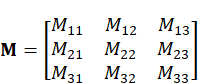 M = [M₁₁ M₁₂ M₁₃
M₂₁ M₂₂ M₂₃
M₃₁ M₃₂ M₃₃]